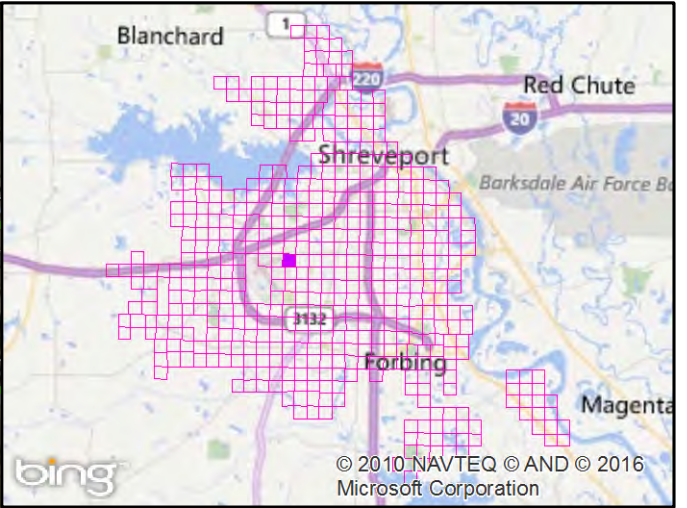 1
Blanchard
220
Red Chute
20
Shreveport
Barksdale Air Force Ba
3132
Forbing
Magenta
bing
© 2010 NAVTEQ © AND © 2016
Microsoft Corporation